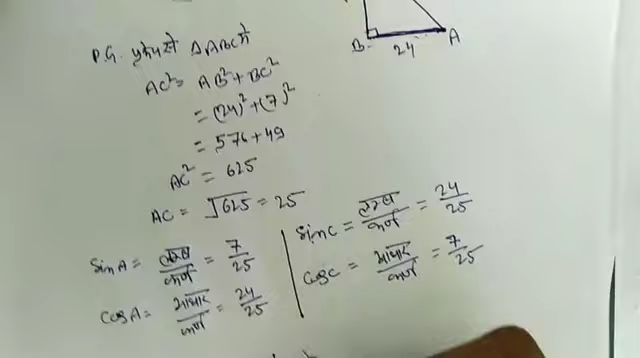 B
24
A
P.G. प्रमेय से △ABC में
AC² = AB² + BC²
= (24)² + (7)²
= 576 + 49
AC² = 625
AC = √625 = 25
sin A = लम्ब/कर्ण = 7/25
cos A = आधार/कर्ण = 24/25
sin C = लम्ब/कर्ण = 24/25
cos C = आधार/कर्ण = 7/25